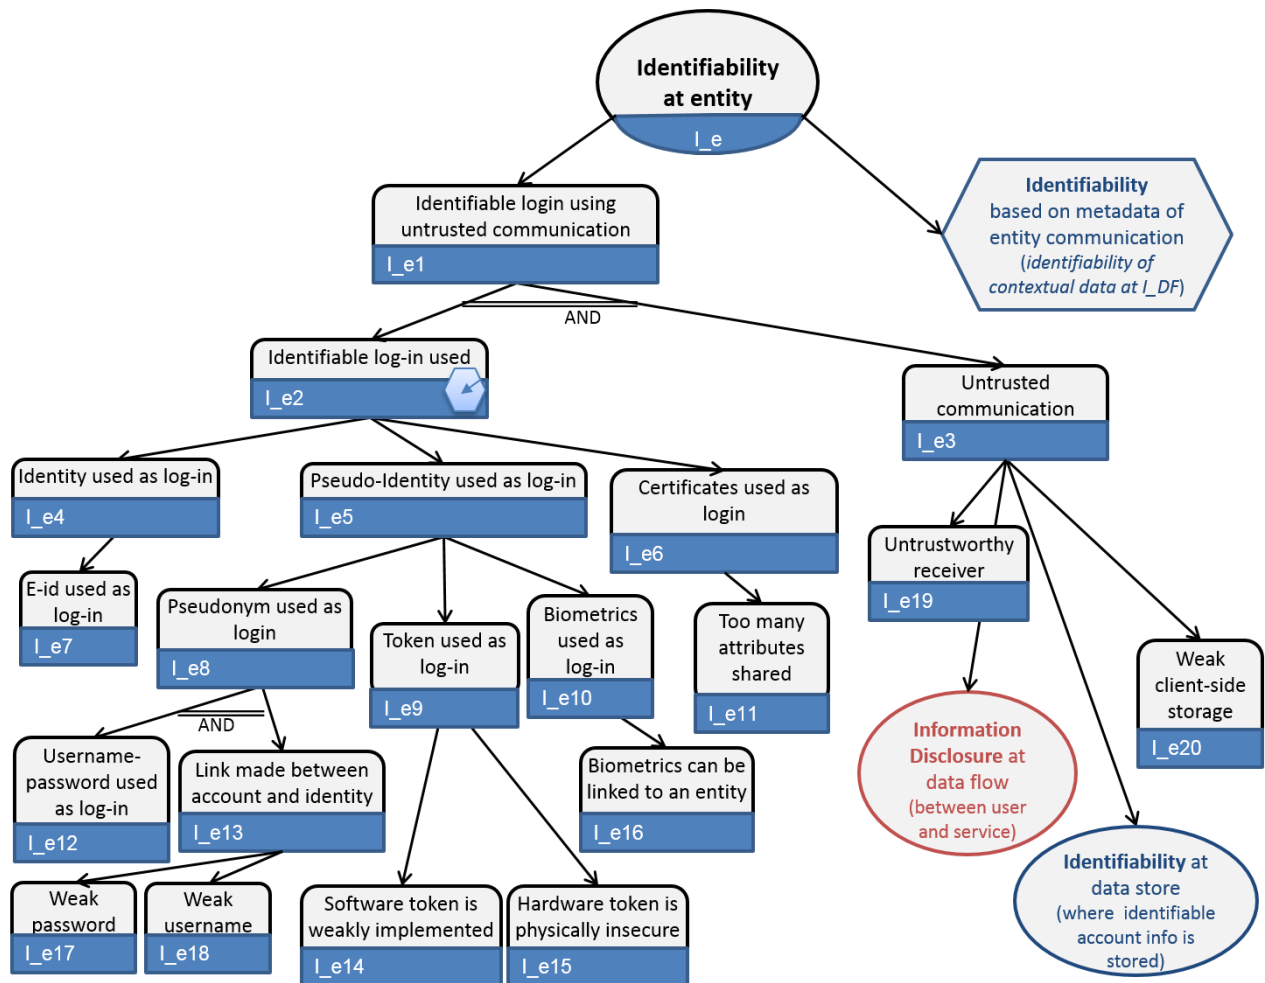 Identifiability
at entity
I_e
Identifiability
based on metadata of
entity communication
(identifiability of
contextual data at I_DF)
Identifiable login using
untrusted communication
I_e1
AND
Identifiable log-in used
I_e2
Untrusted
communication
I_e3
Identity used as log-in
I_e4
Pseudo-Identity used as log-in
I_e5
Certificates used as
login
I_e6
E-id used as
log-in
I_e7
Pseudonym used as
login
I_e8
Token used as
log-in
I_e9
Biometrics
used as
log-in
I_e10
Too many
attributes
shared
I_e11
Untrustworthy
receiver
I_e19
Weak
client-side
storage
I_e20
AND
Username-
password used
as log-in
I_e12
Link made between
account and identity
I_e13
Biometrics can be
linked to an entity
I_e16
Information
Disclosure at
data flow
(between user
and service)
Identifiability at
data store
(where identifiable
account info is
stored)
Weak
password
I_e17
Weak
username
I_e18
Software token is
weakly implemented
I_e14
Hardware token is
physically insecure
I_e15